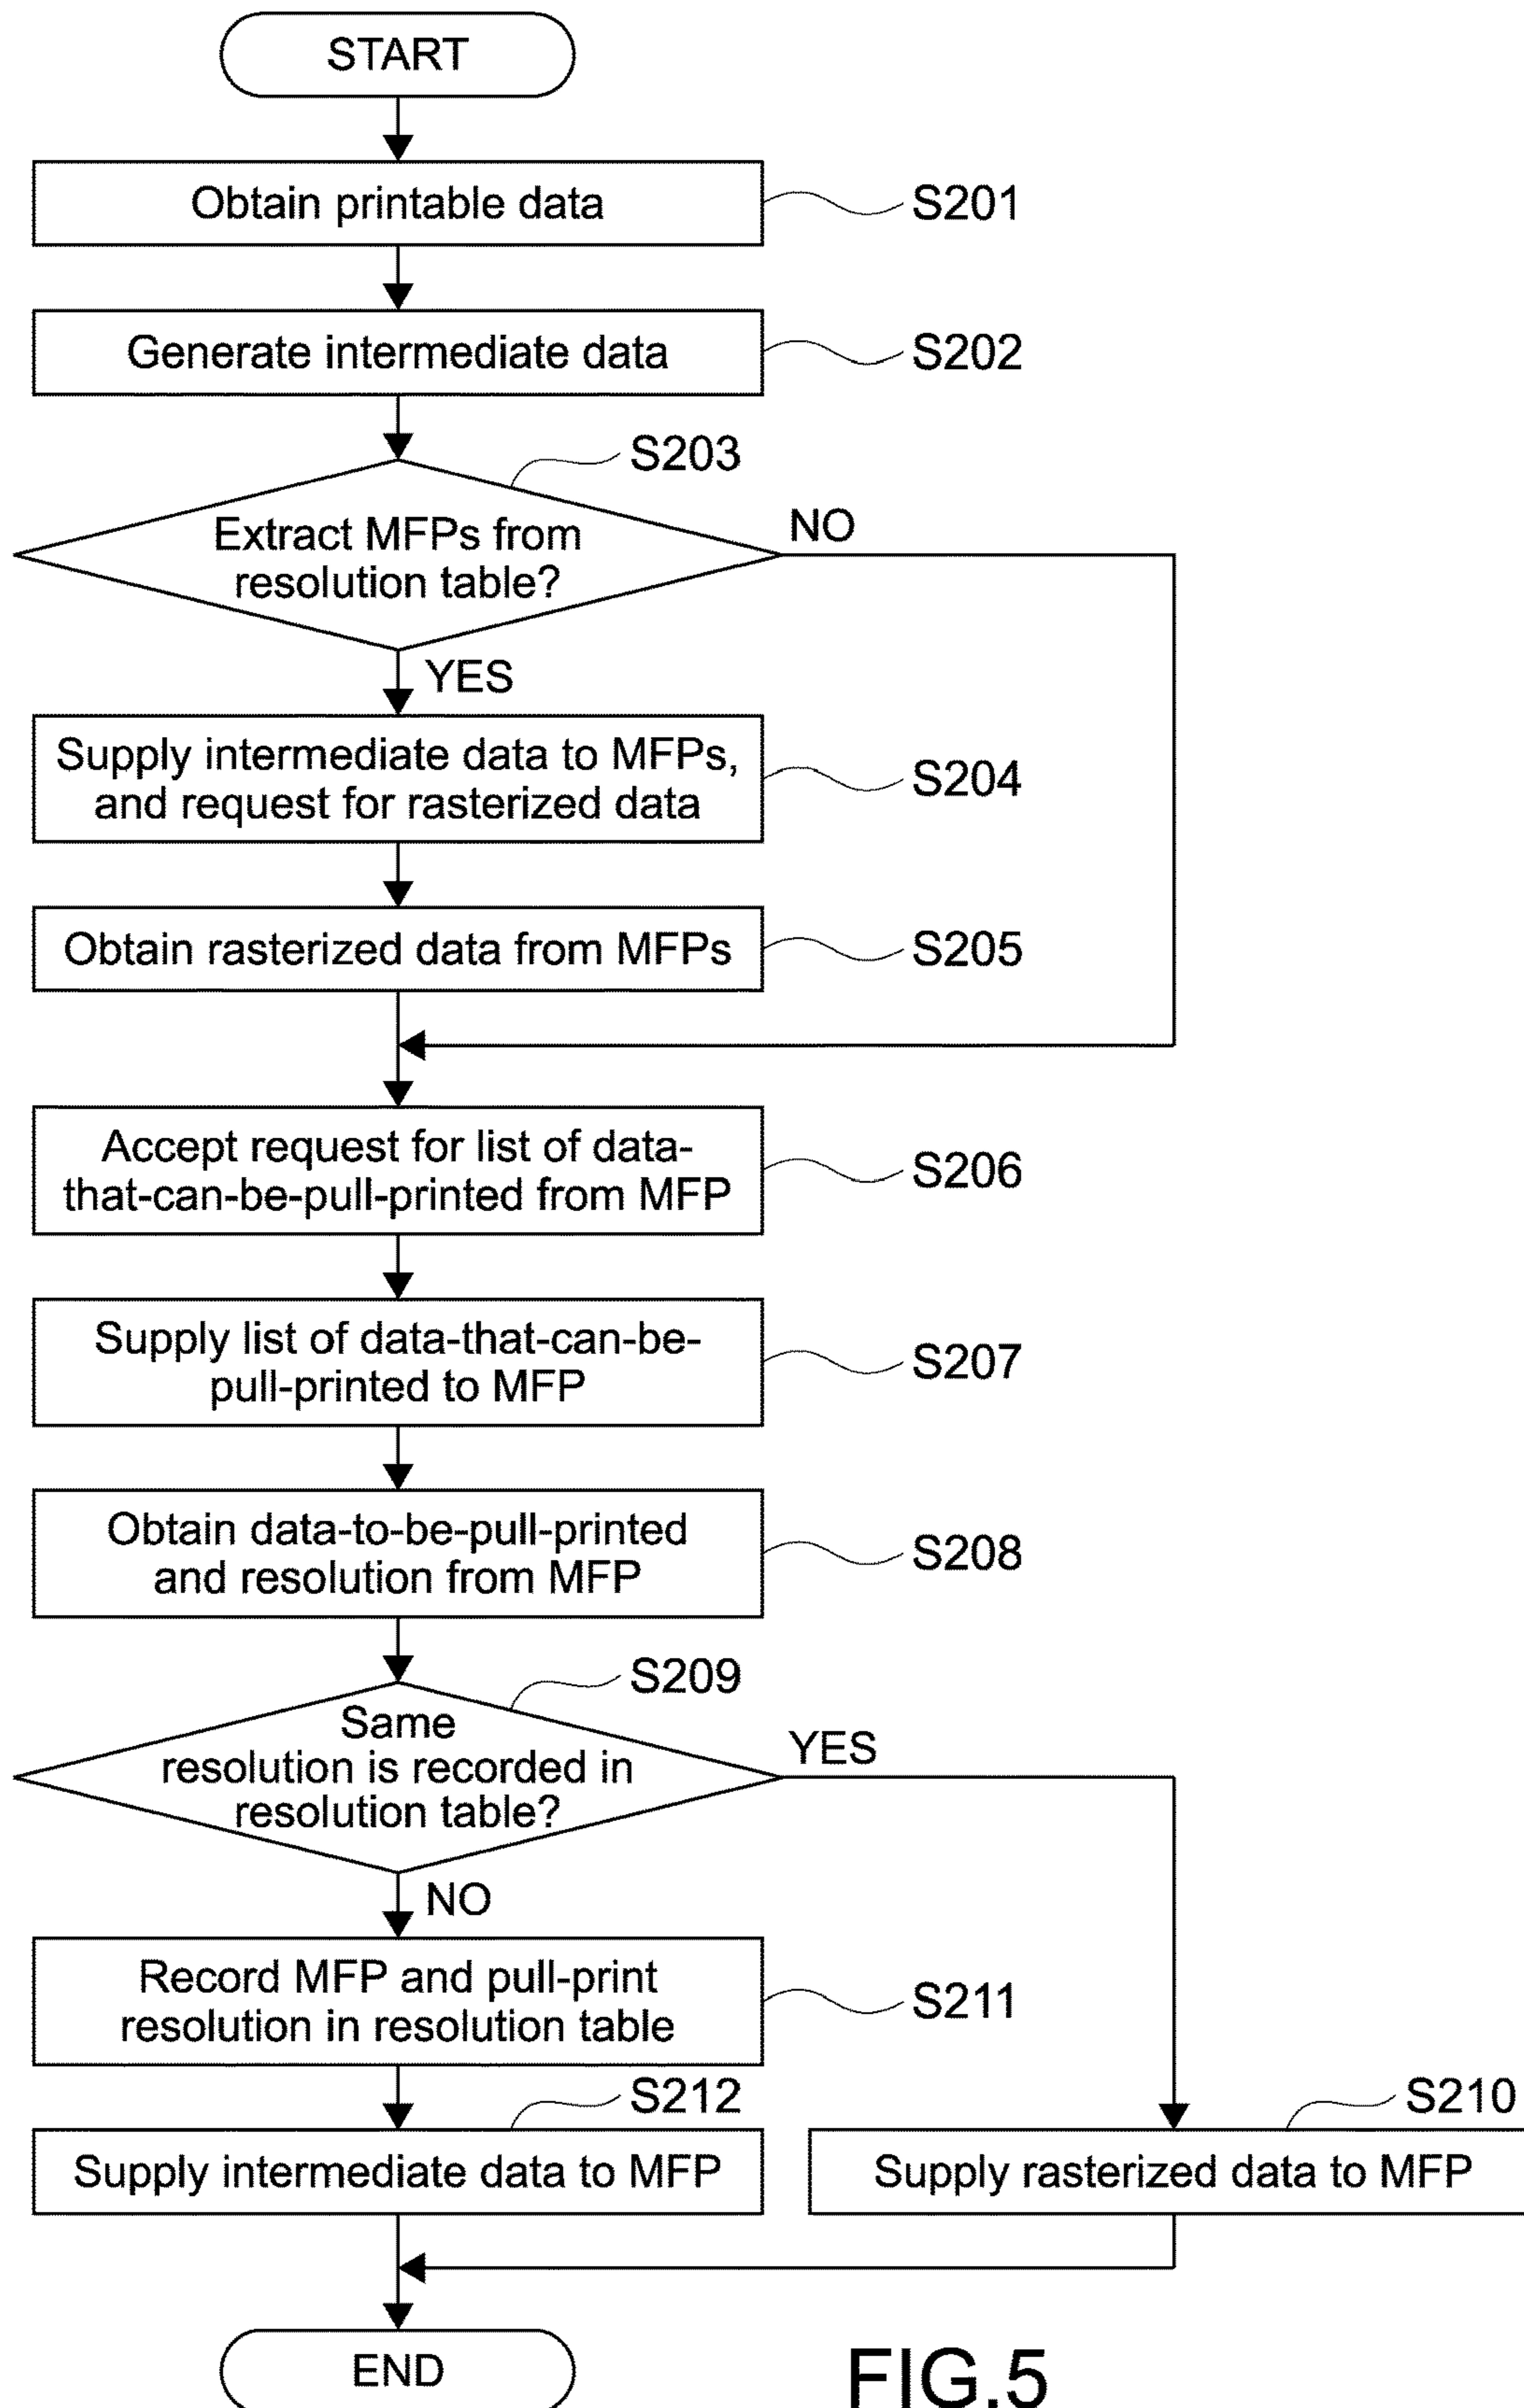 START
Obtain printable data
S201
Generate intermediate data
S202
S203
Extract MFPs from
resolution table?
NO
YES
Supply intermediate data to MFPs,
and request for rasterized data
S204
Obtain rasterized data from MFPs
S205
Accept request for list of data-
that-can-be-pull-printed from MFP
S206
Supply list of data-that-can-be-
pull-printed to MFP
S207
Obtain data-to-be-pull-printed
and resolution from MFP
S208
S209
Same
resolution is recorded in
resolution table?
YES
NO
Record MFP and pull-print
resolution in resolution table
S211
S212
Supply intermediate data to MFP
S210
Supply rasterized data to MFP
END
FIG.5